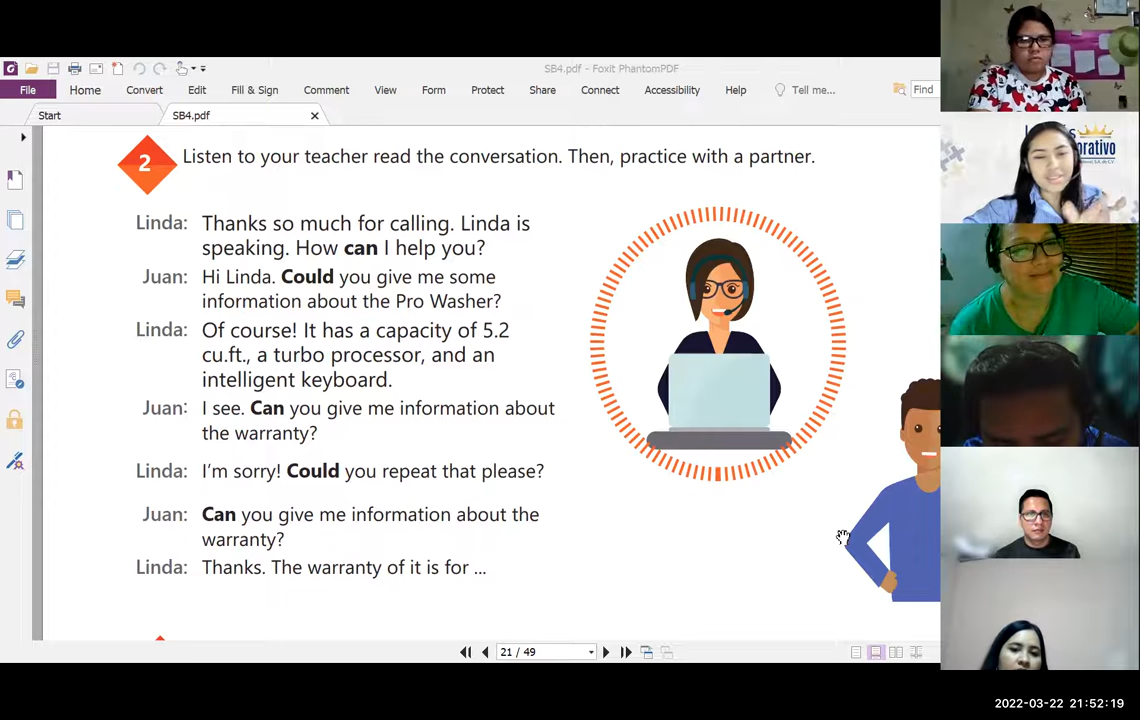 SB4.pdf - Foxit PhantomPDF
File Home Convert Edit Fill & Sign Comment View Form Protect Share Connect Accessibility Help Tell me... Find
Start SB4.pdf
2 Listen to your teacher read the conversation. Then, practice with a partner.
Linda: Thanks so much for calling. Linda is
speaking. How can I help you?
Juan: Hi Linda. Could you give me some
information about the Pro Washer?
Linda: Of course! It has a capacity of 5.2
cu.ft., a turbo processor, and an
intelligent keyboard.
Juan: I see. Can you give me information about
the warranty?
Linda: I'm sorry! Could you repeat that please?
Juan: Can you give me information about the
warranty?
Linda: Thanks. The warranty of it is for ...
21 / 49
2022-03-22 21:52:19